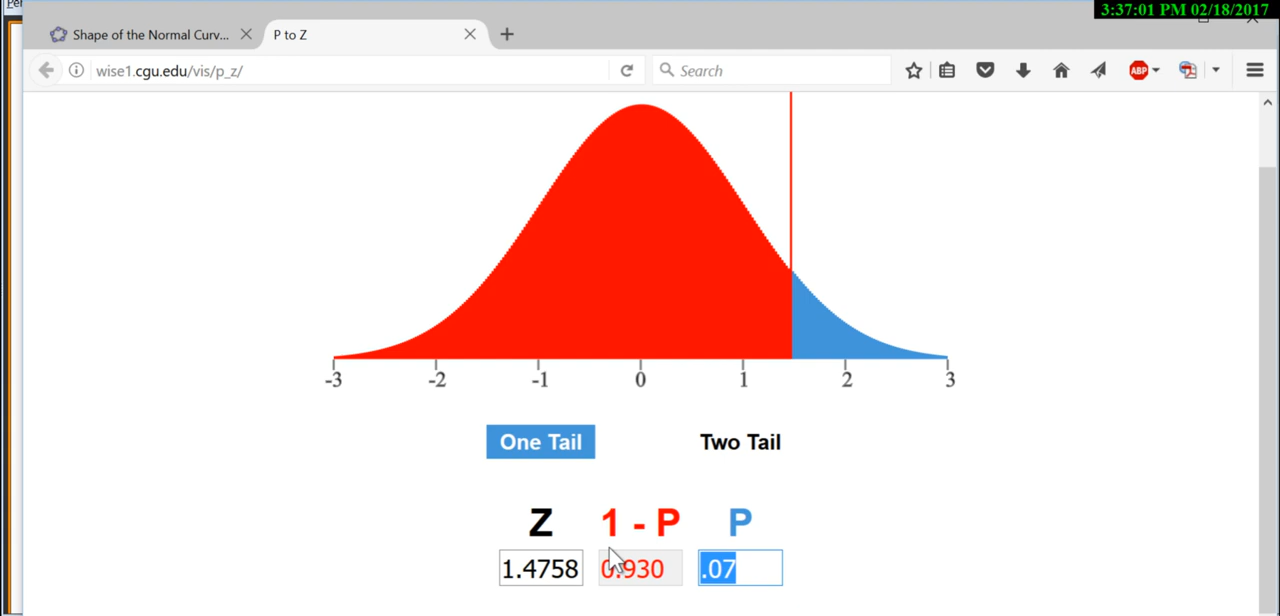 3:37:01 PM 02/18/2017
Shape of the Normal Curv...
P to Z
wise1.cgu.edu/vis/p_z/
Search
ABP
-3 -2 -1 0 1 2 3
One Tail Two Tail
Z 1 - P P
1.4758 0.930 .07